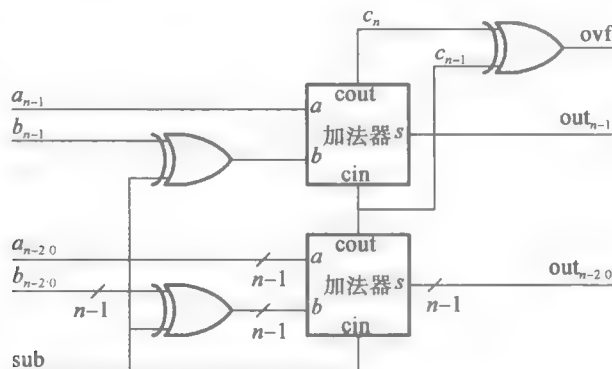 c_n
ovf
c_{n-1}
a_{n-1}
cout
a
b_{n-1}
加法器 s
out_{n-1}
b
cin
a_{n-2:0}
cout
n-1
a
b_{n-2:0}
加法器 s
out_{n-2:0}
n-1
n-1
b
n-1
cin
sub